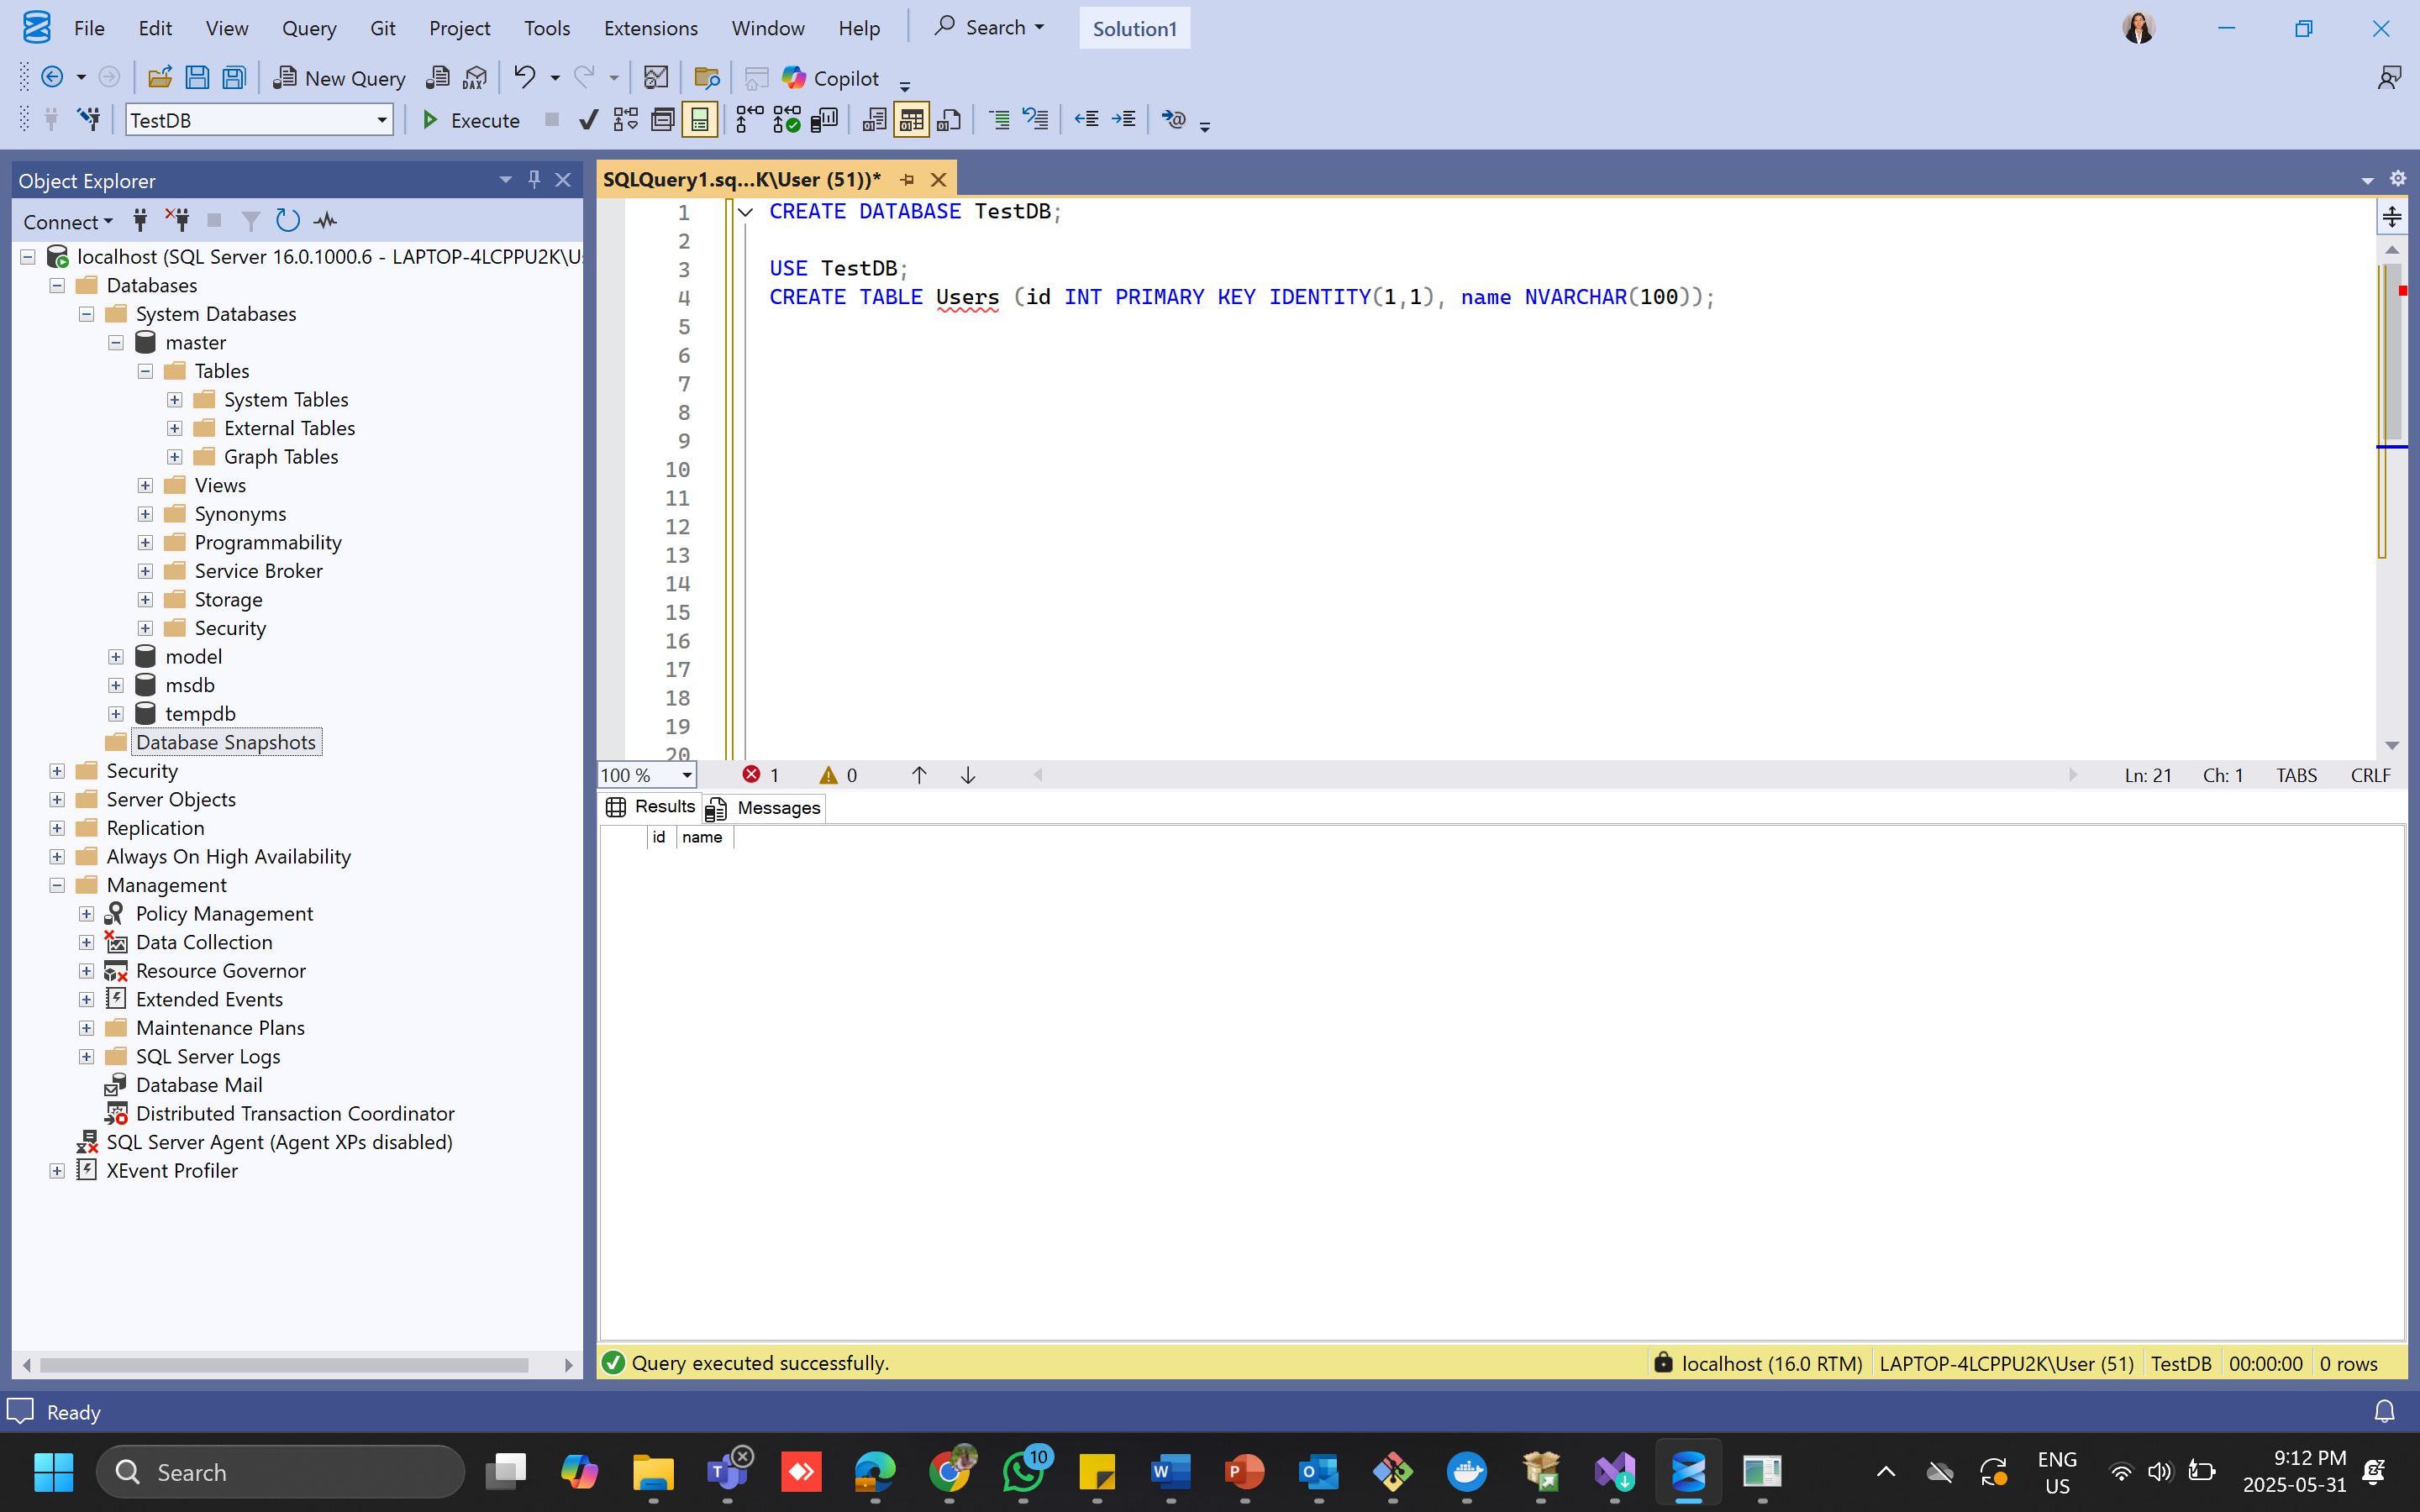 File Edit View Query Git Project Tools Extensions Window Help Search Solution1
New Query DAX Copilot
TestDB Execute
Object Explorer
Connect
localhost (SQL Server 16.0.1000.6 - LAPTOP-4LCPPU2K\U
Databases
System Databases
master
Tables
System Tables
External Tables
Graph Tables
Views
Synonyms
Programmability
Service Broker
Storage
Security
model
msdb
tempdb
Database Snapshots
Security
Server Objects
Replication
Always On High Availability
Management
Policy Management
Data Collection
Resource Governor
Extended Events
Maintenance Plans
SQL Server Logs
Database Mail
Distributed Transaction Coordinator
SQL Server Agent (Agent XPs disabled)
XEvent Profiler
SQLQuery1.sq...K\User (51))*
1 CREATE DATABASE TestDB;
2
3 USE TestDB;
4 CREATE TABLE Users (id INT PRIMARY KEY IDENTITY(1,1), name NVARCHAR(100));
5
6
7
8
9
10
11
12
13
14
15
16
17
18
19
20
100 % 1 0 Ln: 21 Ch: 1 TABS CRLF
Results Messages
id name
Query executed successfully. localhost (16.0 RTM) LAPTOP-4LCPPU2K\User (51) TestDB 00:00:00 0 rows
Ready
Search 10 ENG US 9:12 PM 2025-05-31